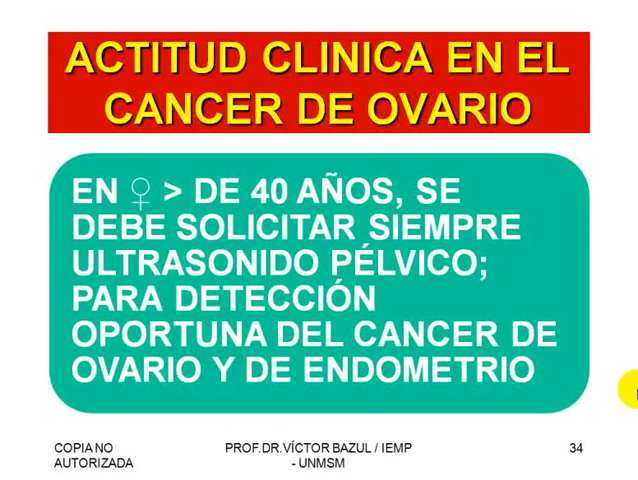 ACTITUD CLINICA EN EL
CANCER DE OVARIO
EN ♀ > DE 40 AÑOS, SE
DEBE SOLICITAR SIEMPRE
ULTRASONIDO PÉLVICO;
PARA DETECCIÓN
OPORTUNA DEL CANCER DE
OVARIO Y DE ENDOMETRIO
COPIA NO
AUTORIZADA
PROF.DR.VÍCTOR BAZUL / IEMP
- UNMSM
34